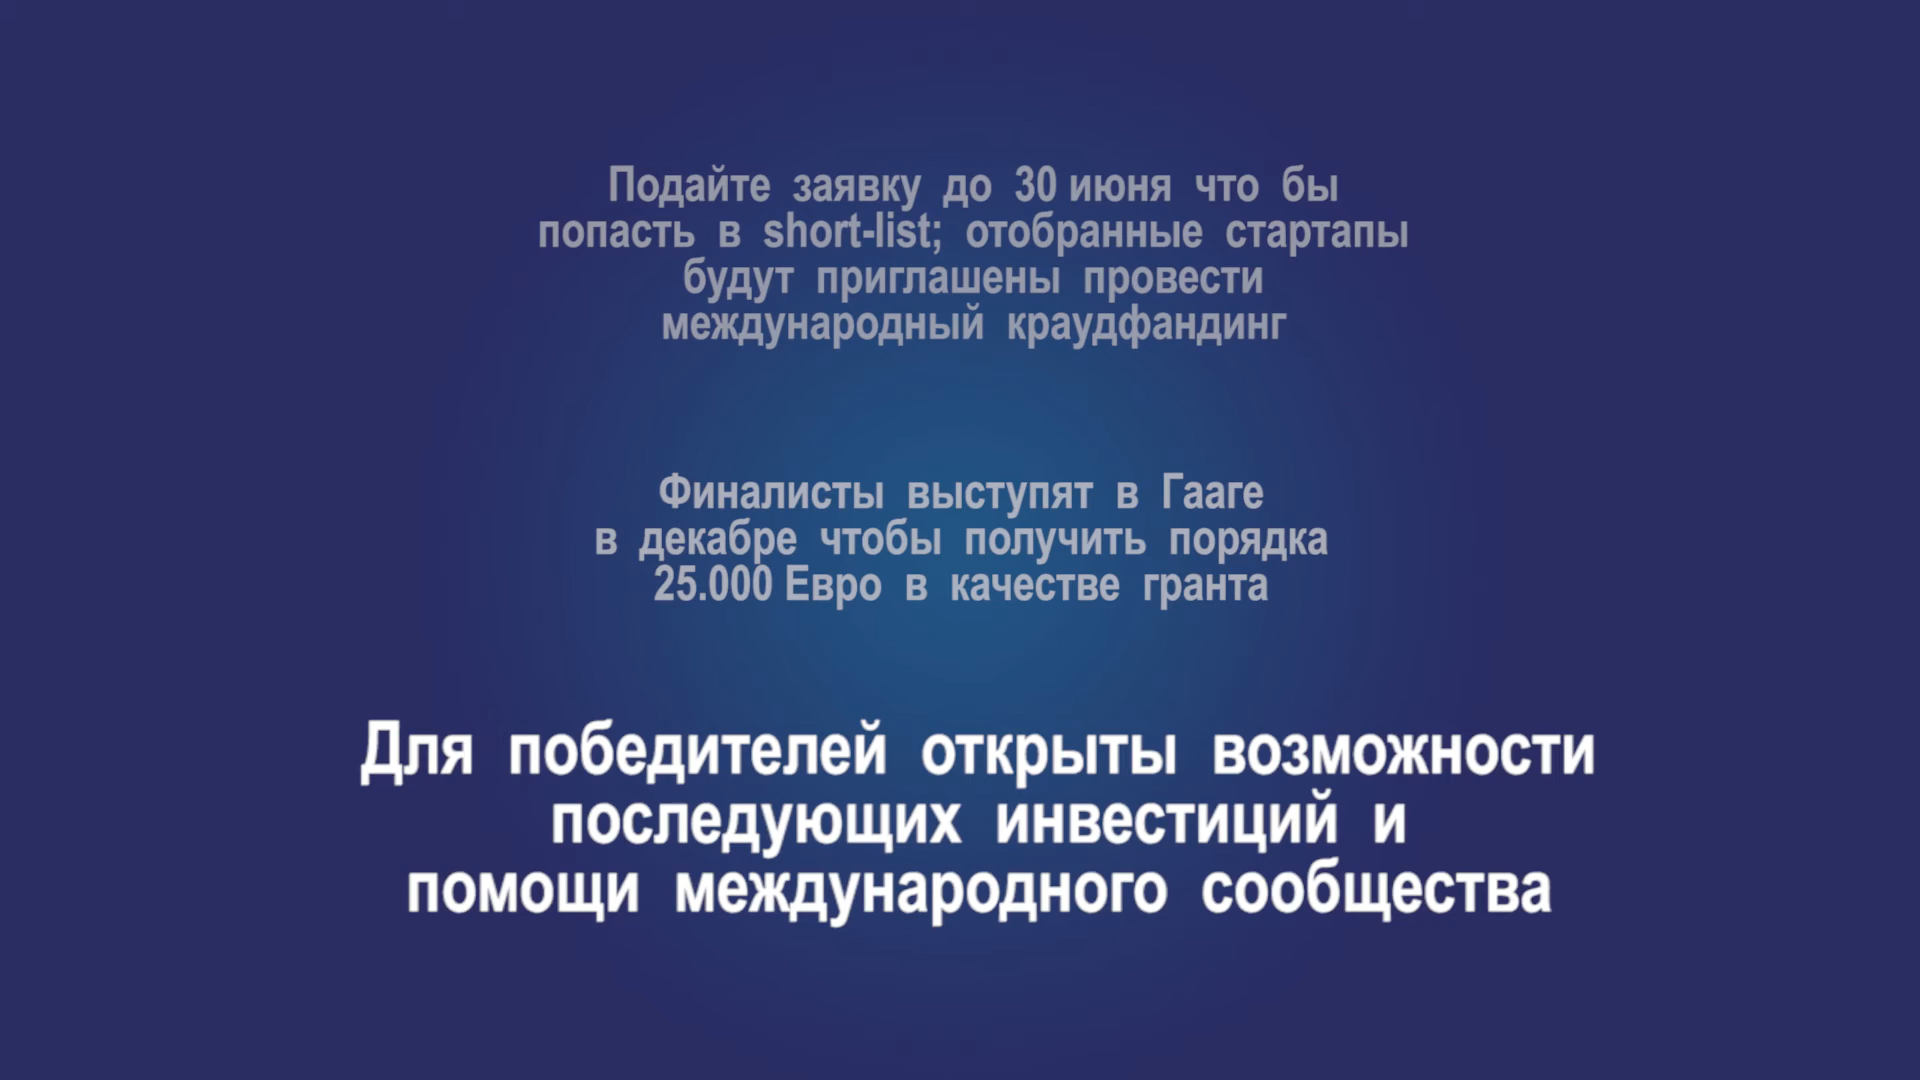 Подайте заявку до 30 июня что бы
попасть в short-list; отобранные стартапы
будут приглашены провести
международный краудфандинг
Финалисты выступят в Гааге
в декабре чтобы получить порядка
25.000 Евро в качестве гранта
Для победителей открыты возможности
последующих инвестиций и
помощи международного сообщества